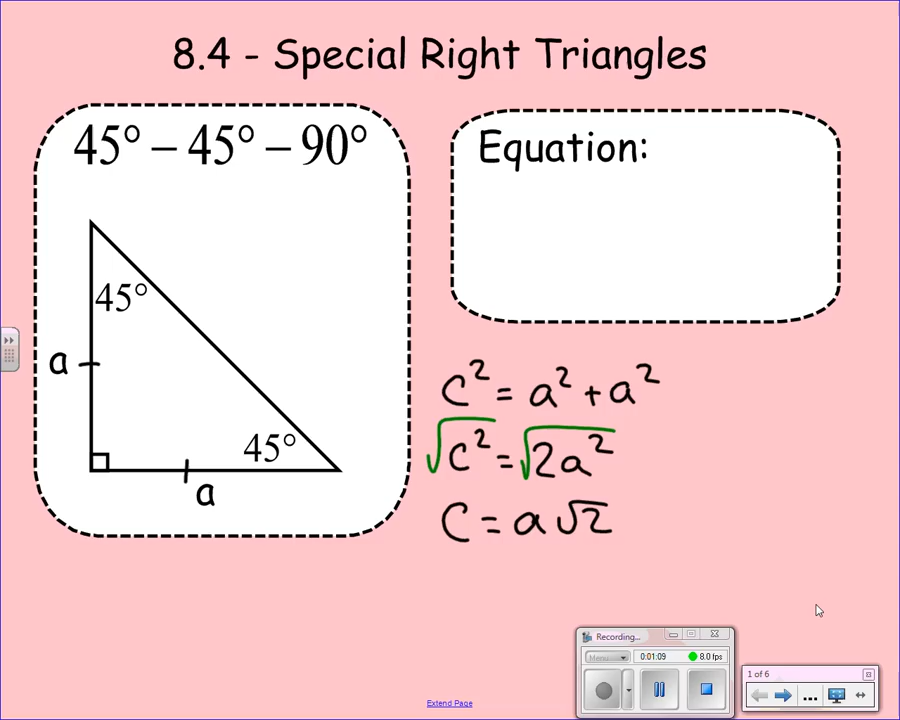 8.4 - Special Right Triangles
45° – 45° – 90°
Equation:
45°
a
45°
a
c² = a² + a²
√c² = √2a²
c = a√2
Recording...
Menu
0:01:09
8.0 fps
1 of 6
...
Extend Page